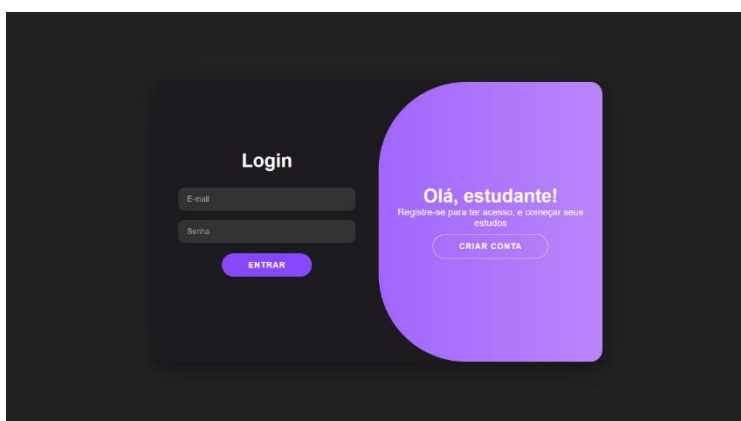 Login
E-mail
Senha
ENTRAR
Olá, estudante!
Registre-se para ter acesso, e começar seus
estudos
CRIAR CONTA